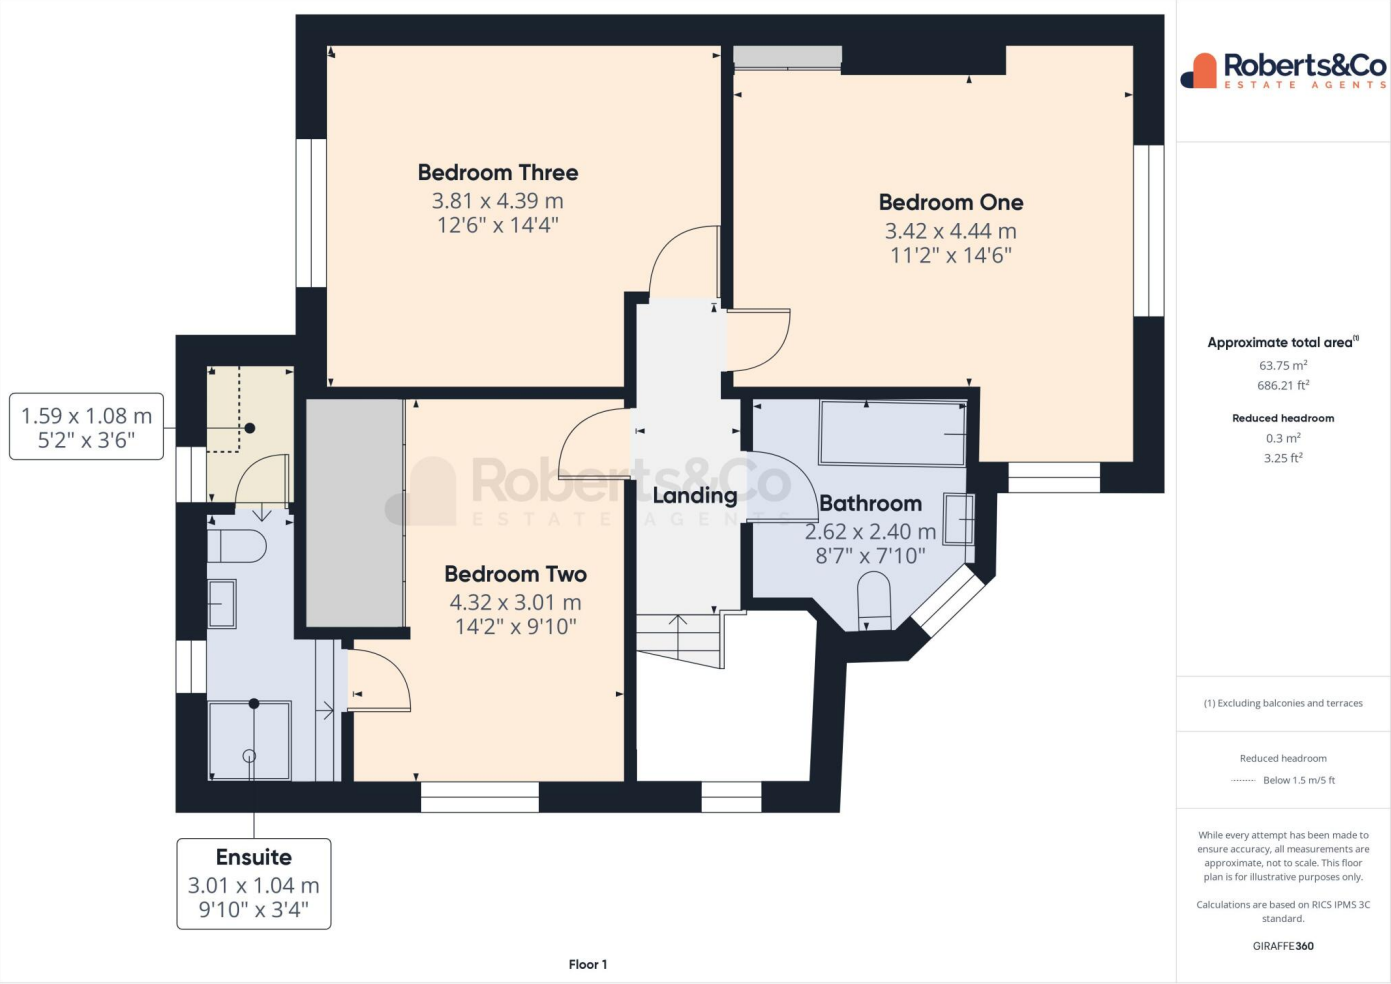 Roberts&Co
ESTATE AGENTS
Bedroom Three
3.81 x 4.39 m
12'6" x 14'4"
Bedroom One
3.42 x 4.44 m
11'2" x 14'6"
1.59 x 1.08 m
5'2" x 3'6"
Roberts&Co
ESTATE AGENTS
Landing
Bathroom
2.62 x 2.40 m
8'7" x 7'10"
Bedroom Two
4.32 x 3.01 m
14'2" x 9'10"
Ensuite
3.01 x 1.04 m
9'10" x 3'4"
Floor 1
Approximate total area(1)
63.75 m²
686.21 ft²
Reduced headroom
0.3 m²
3.25 ft²
(1) Excluding balconies and terraces
Reduced headroom
Below 1.5 m/5 ft
While every attempt has been made to
ensure accuracy, all measurements are
approximate, not to scale. This floor
plan is for illustrative purposes only.
Calculations are based on RICS IPMS 3C
standard.
GIRAFFE360